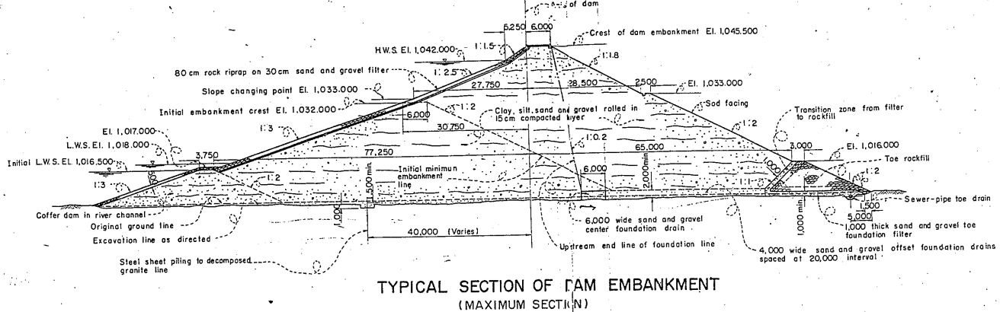 of dam
5,250 6,000
Crest of dam embankment El. 1,045.500
H.W.S. El. 1,042.000
1:1.5
1:1.8
1:2.5
80cm rock riprap on 30cm sand and gravel filter
27,750 28,500 2,500
El. 1,033.000
Slope changing point El. 1,033.000
Sod facing
Initial embankment crest El. 1,032.000
1:2
Clay, silt, sand and gravel rolled in
15cm compacted layer
Transition zone from filter
to rockfill
6,000
1:3
30,750
1:2
El. 1,017.000
1:0.2
L.W.S. El. 1,018.000
77,250
65,000
3,000
El. 1,016.000
3,750
Initial L.W.S. El. 1,016.500
Toe rockfill
1:2
Initial minimun
embankment
line
6,000
2,000min.
1,000
1:1
1:2
1:3
1,500 min.
Sewer-pipe toe drain
Coffer dam in river channel
1,000
1,500
5,000
Original ground line
6,000 wide sand and gravel
center foundation drain
1,000 min.
1,000 thick sand and gravel toe
foundation filter
Excavation line as directed
40,000 (Varies)
Upstream end line of foundation line
4,000 wide sand and gravel offset foundation drains
spaced at 20,000 interval
Steel sheet piling to decomposed
granite line
TYPICAL SECTION OF DAM EMBANKMENT
(MAXIMUM SECTION)